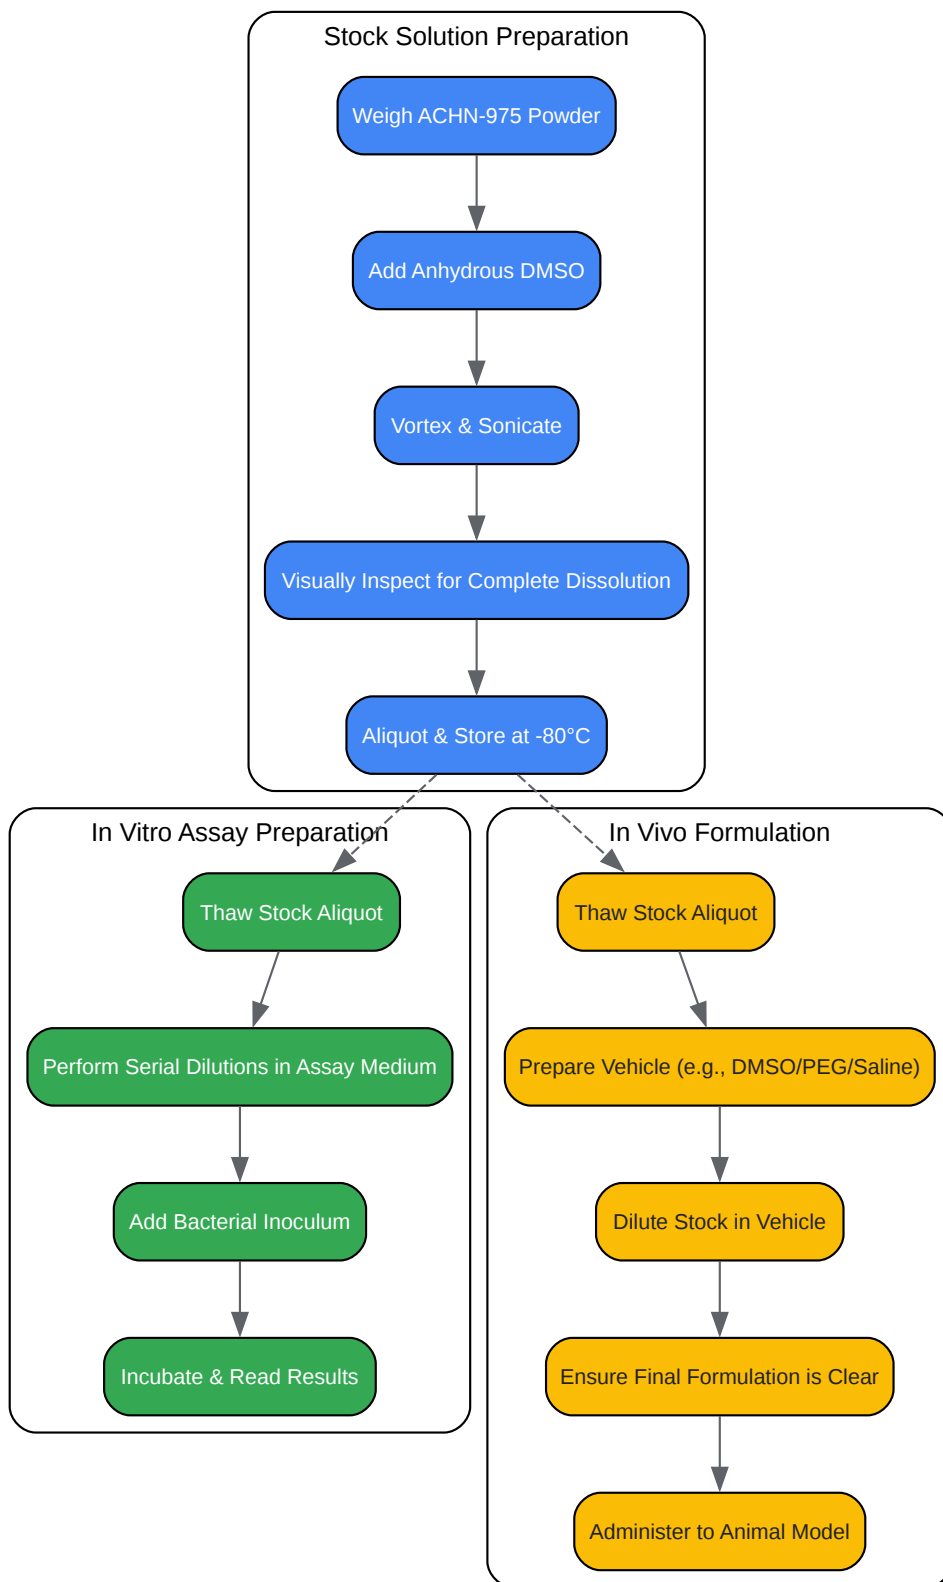 Stock Solution Preparation
Weigh ACHN-975 Powder
Add Anhydrous DMSO
Vortex & Sonicate
Visually Inspect for Complete Dissolution
Aliquot & Store at -80°C
In Vitro Assay Preparation
Thaw Stock Aliquot
Perform Serial Dilutions in Assay Medium
Add Bacterial Inoculum
Incubate & Read Results
In Vivo Formulation
Thaw Stock Aliquot
Prepare Vehicle (e.g., DMSO/PEG/Saline)
Dilute Stock in Vehicle
Ensure Final Formulation is Clear
Administer to Animal Model